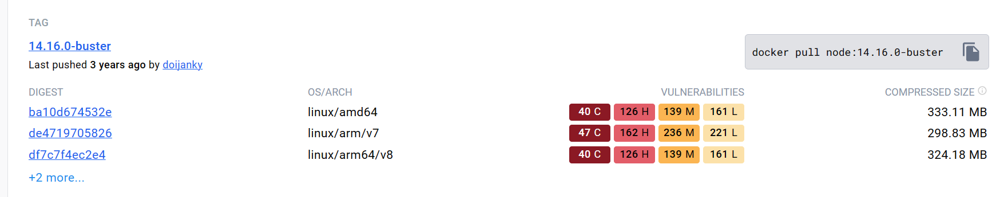 TAG
14.16.0-buster
Last pushed 3 years ago by doijanky
docker pull node:14.16.0-buster
DIGEST OS/ARCH VULNERABILITIES COMPRESSED SIZE
ba10d674532e linux/amd64 40 C 126 H 139 M 161 L 333.11 MB
de4719705826 linux/arm/v7 47 C 162 H 236 M 221 L 298.83 MB
df7c7f4ec2e4 linux/arm64/v8 40 C 126 H 139 M 161 L 324.18 MB
+2 more...